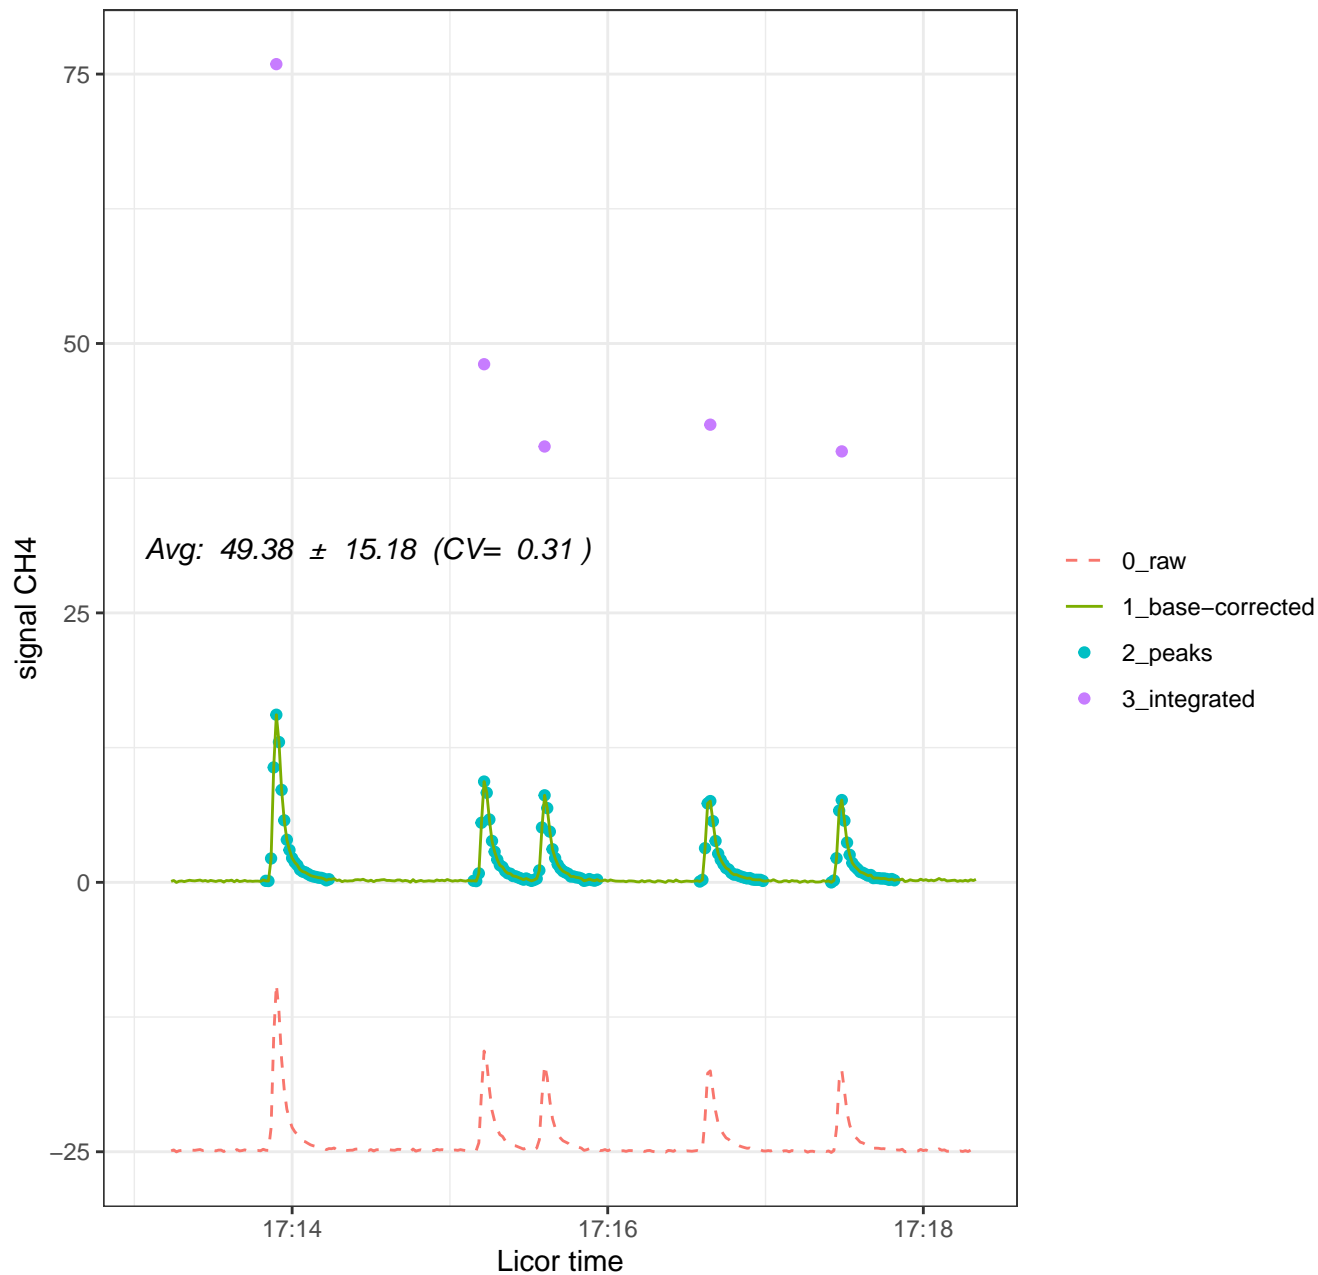 75
50
25
0
−25
signal CH4
Avg: 49.38 ± 15.18 (CV= 0.31 )
17:14
17:16
17:18
Licor time
0_raw
1_base−corrected
2_peaks
3_integrated